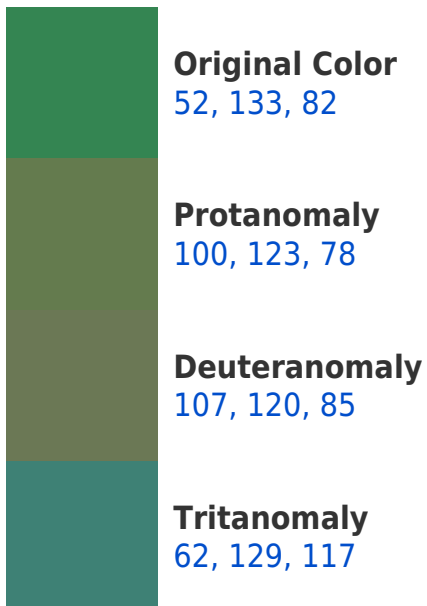 Original Color
52, 133, 82
Protanomaly
100, 123, 78
Deuteranomaly
107, 120, 85
Tritanomaly
62, 129, 117